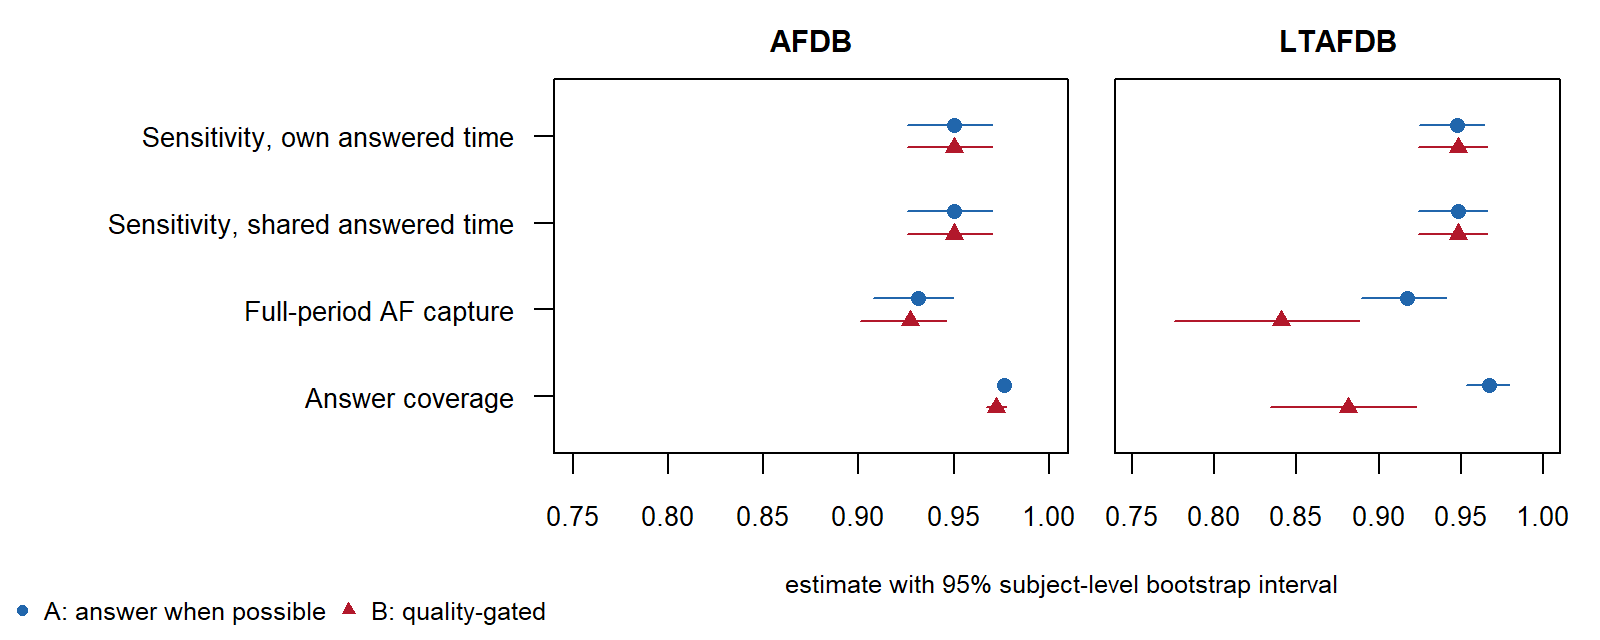 AFDB
LTAFDB
Sensitivity, own answered time
Sensitivity, shared answered time
Full-period AF capture
Answer coverage
0.75 0.80 0.85 0.90 0.95 1.00
0.75 0.80 0.85 0.90 0.95 1.00
estimate with 95% subject-level bootstrap interval
A: answer when possible
B: quality-gated